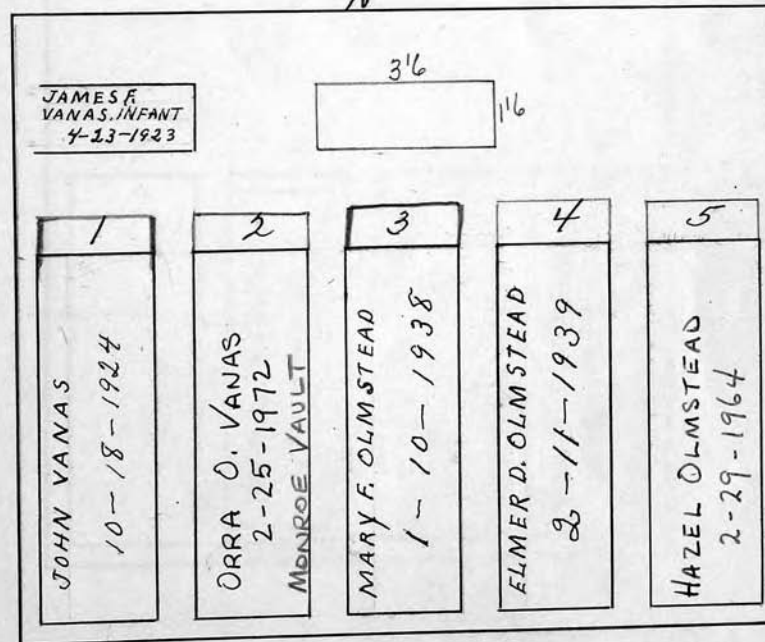 N
3'6
JAMES F.
VANAS. INFANT
4-23-1923
1'6
1
2
3
4
5
JOHN VANAS
10-18-1924
ORRA O. VANAS
2-25-1972
MONROE VAULT
MARY F. OLMSTEAD
1-10-1938
ELMER D. OLMSTEAD
2-11-1939
HAZEL OLMSTEAD
2-29-1964